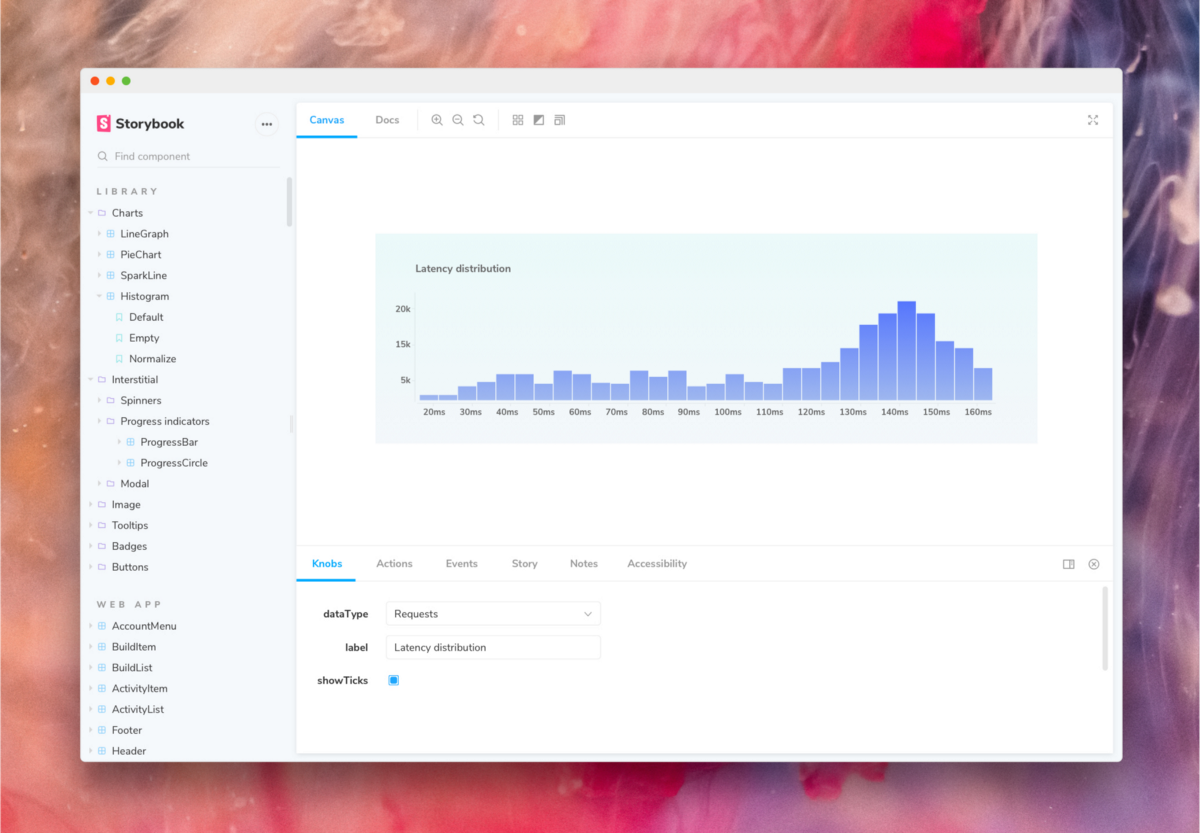 Storybook
Find component
LIBRARY
Charts
LineGraph
PieChart
SparkLine
Histogram
Default
Empty
Normalize
Interstitial
Spinners
Progress indicators
ProgressBar
ProgressCircle
Modal
Image
Tooltips
Badges
Buttons
WEB APP
AccountMenu
BuildItem
BuildList
ActivityItem
ActivityList
Footer
Header
Canvas Docs
Latency distribution
20k
15k
5k
20ms 30ms 40ms 50ms 60ms 70ms 80ms 90ms 100ms 110ms 120ms 130ms 140ms 150ms 160ms
Knobs Actions Events Story Notes Accessibility
dataType Requests
label Latency distribution
showTicks